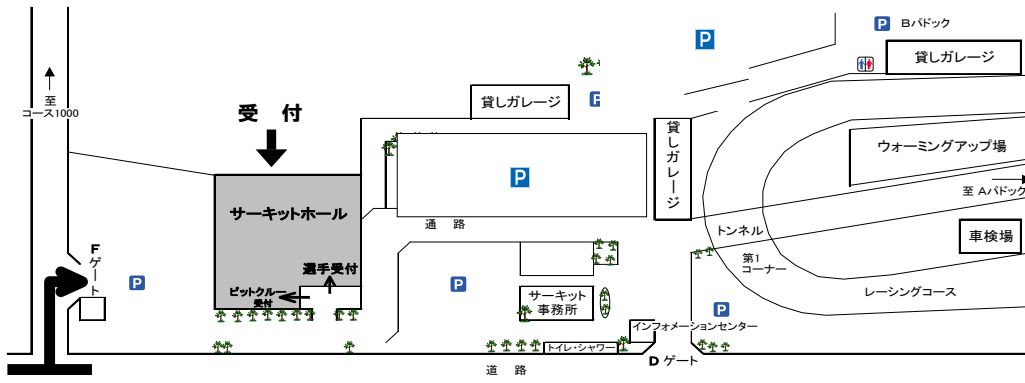 P Bパドック
P
貸しガレージ
至
コース1000
貸しガレージ
P
受 付
貸しガレージ
ウォーミングアップ場
P
至 Aパドック
サーキットホール
通 路
トンネル
車検場
Fゲート
第1
コーナー
選手受付
P
P
ピットクルー
受付
サーキット
事務所
レーシングコース
P
インフォメーションセンター
トイレ・シャワー
D ゲート
道 路